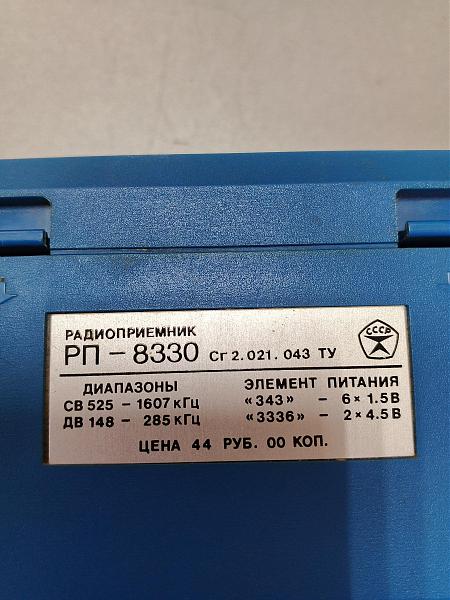 РАДИОПРИЕМНИК
РП – 8330 Сг 2.021.043 ТУ
СССР
ДИАПАЗОНЫ
СВ 525 – 1607 кГц
ДВ 148 – 285 кГц
ЭЛЕМЕНТ ПИТАНИЯ
«343» – 6 × 1.5 В
«3336» – 2 × 4.5 В
ЦЕНА 44 РУБ. 00 КОП.